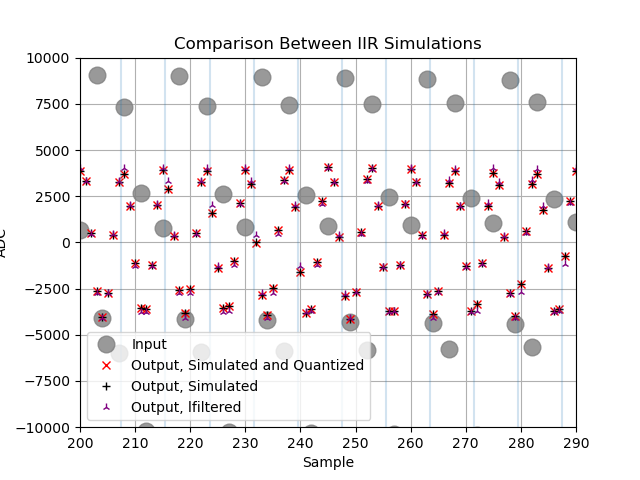 Comparison Between IIR Simulations
10000
7500
5000
2500
0
−2500
−5000
−7500
−10000
ADC
Input
Output, Simulated and Quantized
Output, Simulated
Output, lfiltered
200 210 220 230 240 250 260 270 280 290
Sample